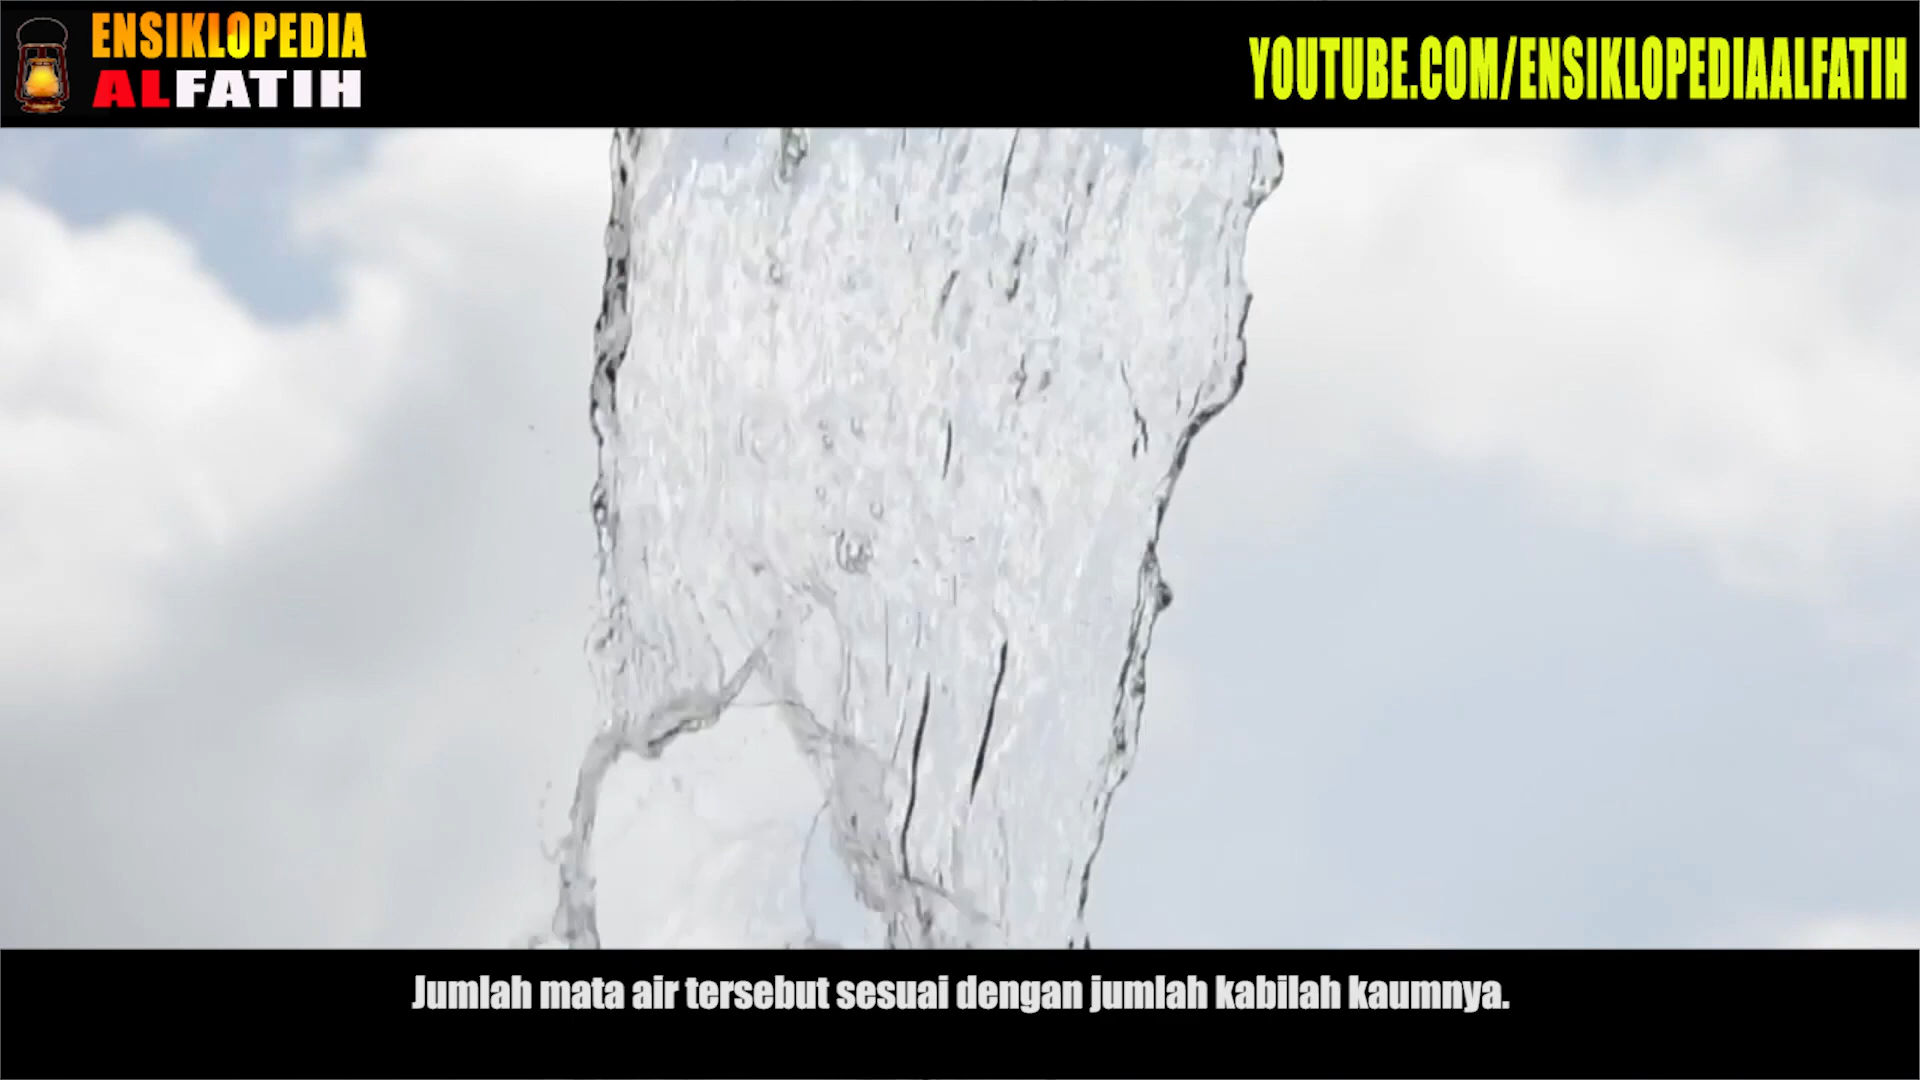 ENSIKLOPEDIA
ALFATIH
YOUTUBE.COM/ENSIKLOPEDIAALFATIH
Jumlah mata air tersebut sesuai dengan jumlah kabilah kaumnya.